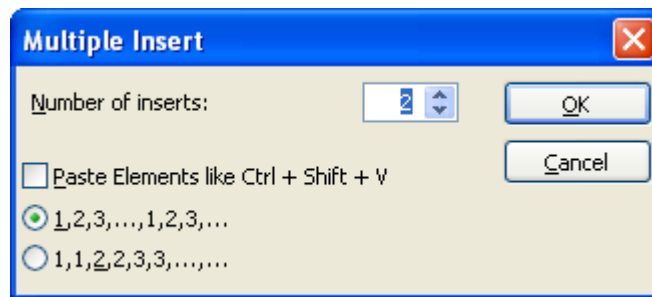 Multiple Insert
Number of inserts: 2
OK
Paste Elements like Ctrl + Shift + V
Cancel
1,2,3,...,1,2,3,...
1,1,2,2,3,3,...,...